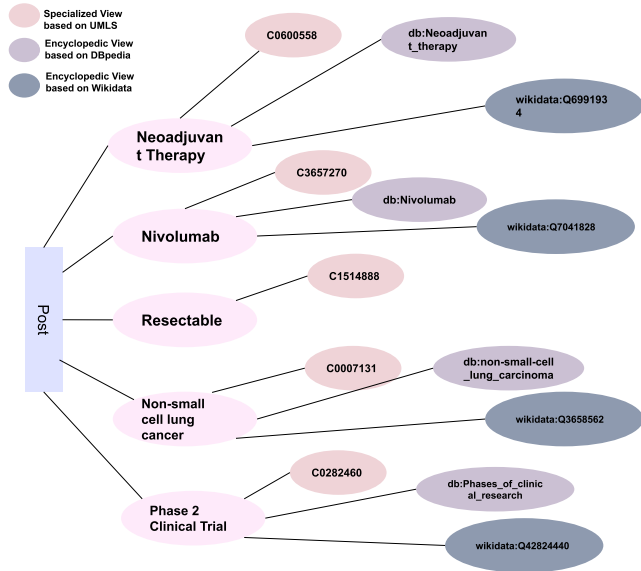 Specialized View
based on UMLS
Encyclopedic View
based on DBpedia
Encyclopedic View
based on Wikidata
C0600558
db:Neoadjuvan
t_therapy
wikidata:Q699193
4
Neoadjuvan
t Therapy
C3657270
db:Nivolumab
Nivolumab
wikidata:Q7041828
C1514888
Resectable
Post
C0007131
db:non-small-cell
_lung_carcinoma
Non-small
cell lung
cancer
wikidata:Q3658562
C0282460
db:Phases_of_clinic
al_research
Phase 2
Clinical Trial
wikidata:Q42824440